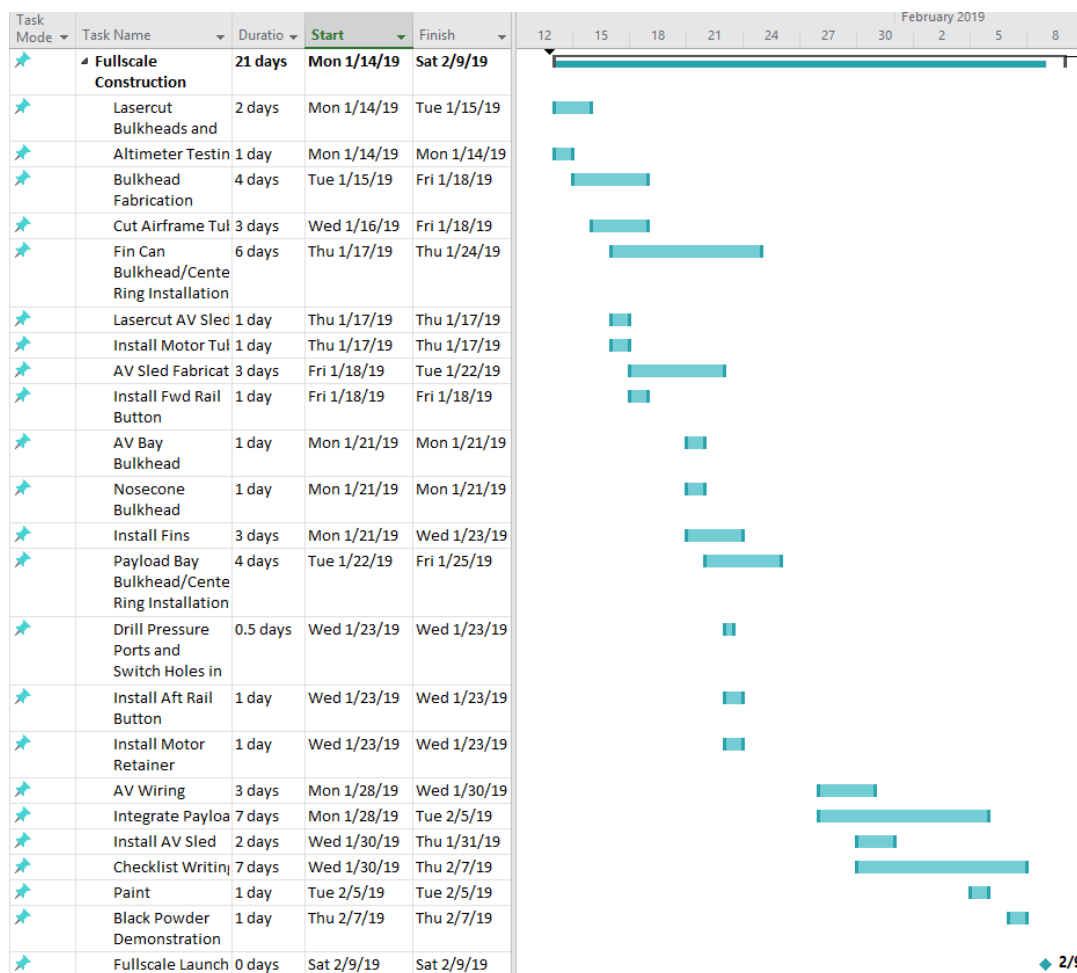 February 2019
Task Mode Task Name Duratio Start Finish 12 15 18 21 24 27 30 2 5 8
Fullscale 21 days Mon 1/14/19 Sat 2/9/19
Construction
Lasercut 2 days Mon 1/14/19 Tue 1/15/19
Bulkheads and
Altimeter Testin 1 day Mon 1/14/19 Mon 1/14/19
Bulkhead 4 days Tue 1/15/19 Fri 1/18/19
Fabrication
Cut Airframe Tub 3 days Wed 1/16/19 Fri 1/18/19
Fin Can 6 days Thu 1/17/19 Thu 1/24/19
Bulkhead/Cente
Ring Installation
Lasercut AV Sled 1 day Thu 1/17/19 Thu 1/17/19
Install Motor Tub 1 day Thu 1/17/19 Thu 1/17/19
AV Sled Fabricat 3 days Fri 1/18/19 Tue 1/22/19
Install Fwd Rail 1 day Fri 1/18/19 Fri 1/18/19
Button
AV Bay 1 day Mon 1/21/19 Mon 1/21/19
Bulkhead
Nosecone 1 day Mon 1/21/19 Mon 1/21/19
Bulkhead
Install Fins 3 days Mon 1/21/19 Wed 1/23/19
Payload Bay 4 days Tue 1/22/19 Fri 1/25/19
Bulkhead/Cente
Ring Installation
Drill Pressure 0.5 days Wed 1/23/19 Wed 1/23/19
Ports and
Switch Holes in
Install Aft Rail 1 day Wed 1/23/19 Wed 1/23/19
Button
Install Motor 1 day Wed 1/23/19 Wed 1/23/19
Retainer
AV Wiring 3 days Mon 1/28/19 Wed 1/30/19
Integrate Payloa 7 days Mon 1/28/19 Tue 2/5/19
Install AV Sled 2 days Wed 1/30/19 Thu 1/31/19
Checklist Writing 7 days Wed 1/30/19 Thu 2/7/19
Paint 1 day Tue 2/5/19 Tue 2/5/19
Black Powder 1 day Thu 2/7/19 Thu 2/7/19
Demonstration
Fullscale Launch 0 days Sat 2/9/19 Sat 2/9/19 2/9